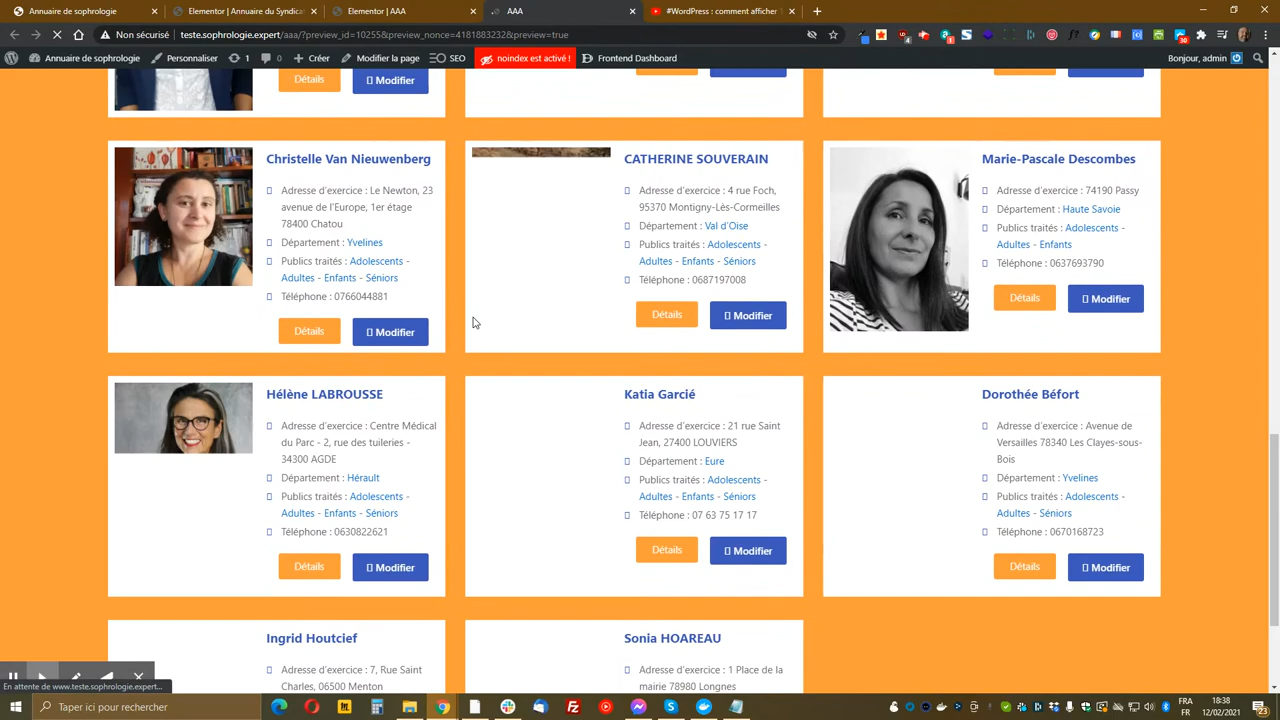 Elementor | AAA
Elementor | AAA
AAA
#WordPress : Comment afficher
Non sécurisé | teste.sophrologie.expert/aaa/?preview_id=10255&preview_nonce=4181883232&preview=true
Annuaire de sophrologie Personnaliser 1 0 Créer Modifier la page SEO noindex est activé ! Frontend Dashboard Bonjour, admin
Détails Modifier
Christelle Van Nieuwenberg
Adresse d'exercice : Le Newton, 23
avenue de l'Europe, 1er étage
78400 Chatou
Département : Yvelines
Publics traités : Adolescents -
Adultes - Enfants - Séniors
Téléphone : 0766044881
Détails Modifier
CATHERINE SOUVERAIN
Adresse d'exercice : 4 rue Foch,
95370 Montigny-Lès-Cormeilles
Département : Val d'Oise
Publics traités : Adolescents -
Adultes - Enfants - Séniors
Téléphone : 0687197008
Détails Modifier
Marie-Pascale Descombes
Adresse d'exercice : 74190 Passy
Département : Haute Savoie
Publics traités : Adolescents -
Adultes - Enfants
Téléphone : 0637693790
Détails Modifier
Hélène LABROUSSE
Adresse d'exercice : Centre Médical
du Parc - 2, rue des tuileries -
34300 AGDE
Département : Hérault
Publics traités : Adolescents -
Adultes - Enfants - Séniors
Téléphone : 0630822621
Détails Modifier
Katia Garcié
Adresse d'exercice : 21 rue Saint
Jean, 27400 LOUVIERS
Département : Eure
Publics traités : Adolescents -
Adultes - Enfants - Séniors
Téléphone : 07 63 75 17 17
Détails Modifier
Dorothée Béfort
Adresse d'exercice : Avenue de
Versailles 78340 Les Clayes-sous-
Bois
Département : Yvelines
Publics traités : Adolescents -
Adultes - Séniors
Téléphone : 0670168723
Détails Modifier
Ingrid Houtcief
Adresse d'exercice : 7, Rue Saint
Charles, 06500 Menton
Sonia HOAREAU
Adresse d'exercice : 1 Place de la
mairie 78980 Longnes
En attente de www.teste.sophrologie.expert...
Taper ici pour rechercher
FRA
FR
18:38
12/02/2021
23